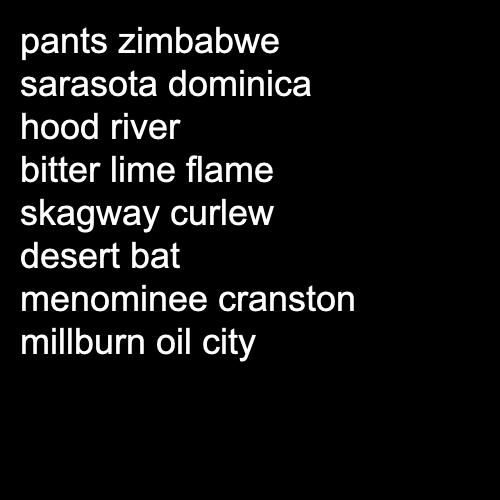 pants zimbabwe
sarasota dominica
hood river
bitter lime flame
skagway curlew
desert bat
menominee cranston
millburn oil city